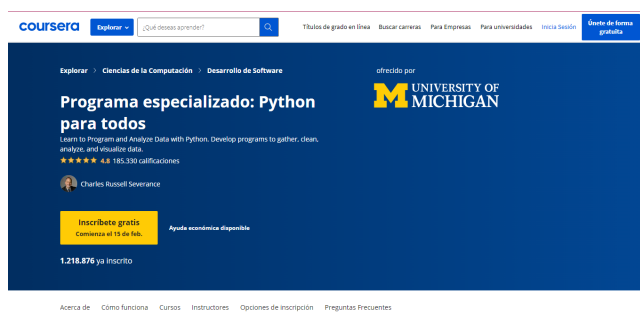 coursera
Explorar
¿Qué deseas aprender?
Títulos de grado en línea
Buscar carreras
Para Empresas
Para universidades
Inicia Sesión
Únete de forma
gratuita
Explorar > Ciencias de la Computación > Desarrollo de Software
Programa especializado: Python
para todos
Learn to Program and Analyze Data with Python. Develop programs to gather, clean,
analyze, and visualize data.
4.8 185.330 calificaciones
Charles Russell Severance
Inscríbete gratis
Comienza el 15 de feb.
Ayuda económica disponible
1.218.876 ya inscrito
ofrecido por
M UNIVERSITY OF
MICHIGAN
Acerca de
Cómo funciona
Cursos
Instructores
Opciones de inscripción
Preguntas Frecuentes